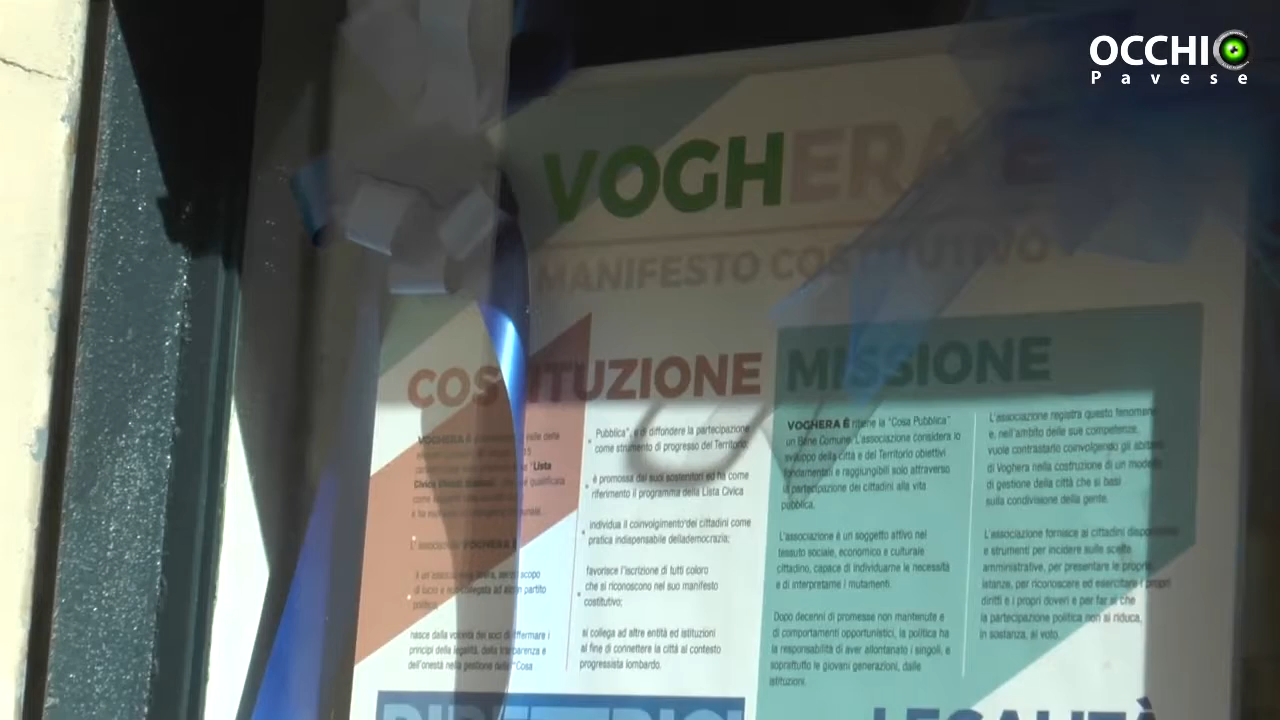 OCCHIO
Pavese
VOGHERA È
MANIFESTO COSTITUTIVO
COSTITUZIONE
VOGHERA È
"Lista
Civica
L'associazione VOGHERA È
scopo
di lucro e non collegata ad alcun partito
politico
nasce dalla volontà dei soci di riaffermare i
principi della legalità, della trasparenza e
dell'onestà nella gestione della "Cosa
Pubblica", e di diffondere la partecipazione
come strumento di progresso del Territorio;
è promossa dai suoi sostenitori ed ha come
riferimento il programma della Lista Civica
individua il coinvolgimento dei cittadini come
pratica indispensabile dellademocrazia;
favorisce l'iscrizione di tutti coloro
che si riconoscono nel suo manifesto
costitutivo;
si collega ad altre entità ed istituzioni
al fine di connettere la città al contesto
progressista lombardo.
MISSIONE
VOGHERA È ritiene la "Cosa Pubblica"
un Bene Comune. L'associazione considera lo
sviluppo della città e del Territorio obiettivi
fondamentali e raggiungibili solo attraverso
la partecipazione dei cittadini alla vita
pubblica.
L'associazione è un soggetto attivo nel
tessuto sociale, economico e culturale
cittadino, capace di individuarne le necessità
e di interpretarne i mutamenti.
Dopo decenni di promesse non mantenute e
di comportamenti opportunistici, la politica ha
la responsabilità di aver allontanato i singoli, e
soprattutto le giovani generazioni, dalle
istituzioni.
L'associazione registra questo fenomeno
e, nell'ambito delle sue competenze,
vuole contrastarlo coinvolgendo gli abitanti
di Voghera nella costruzione di un modello
di gestione della città che si basi
sulla condivisione della gente.
L'associazione fornisce ai cittadini disposizione
e strumenti per incidere sulle scelte
amministrative, per presentare le proprie
istanze, per riconoscere ed esercitare i propri
diritti e i propri doveri e per far sì che
la partecipazione politica non si riduca,
in sostanza, al voto.
DIRETTRICI
LEGALITÀ